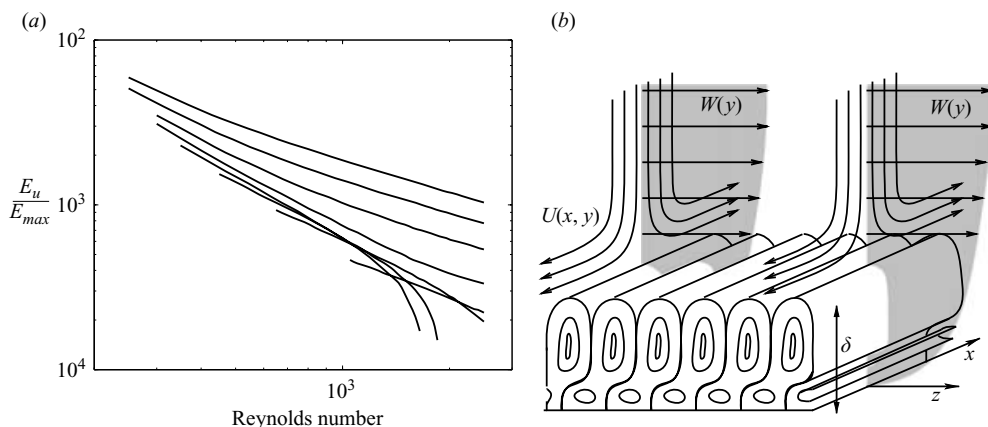 (a)
10^2
10^3
10^4
E_u
E_max
10^3
Reynolds number
(b)
W(y)
W(y)
U(x, y)
δ
x
z